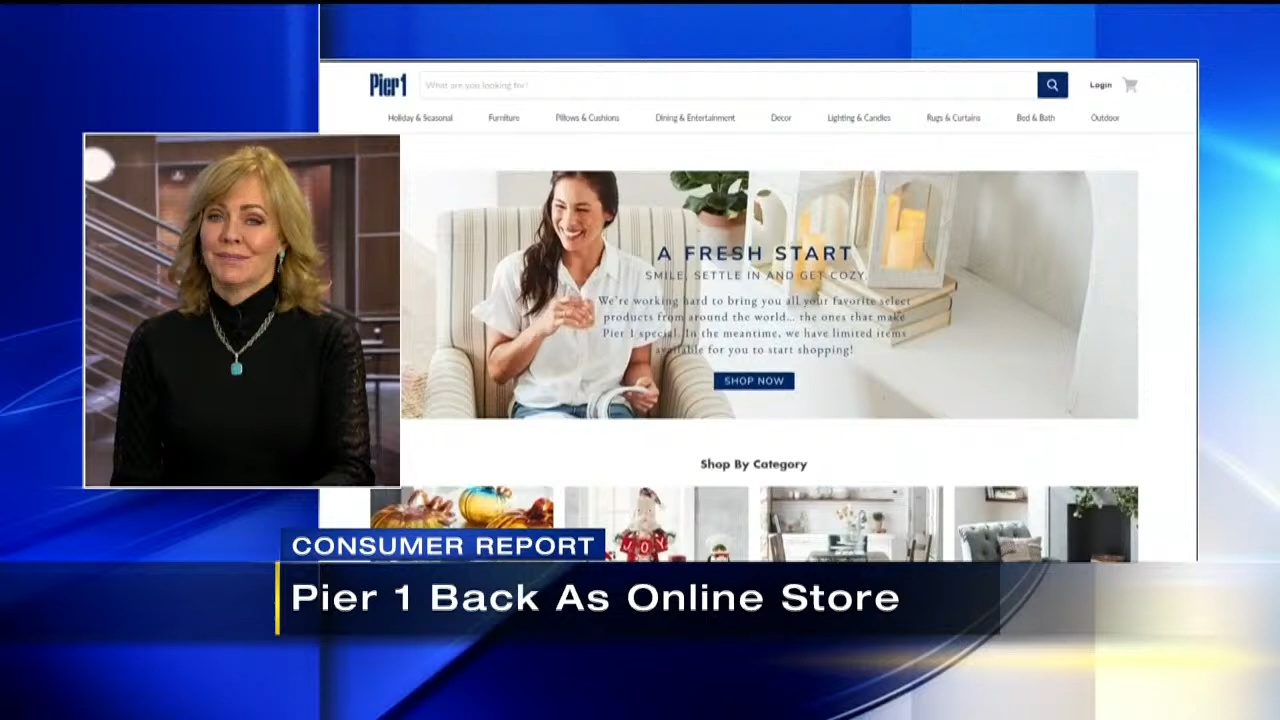 Pier 1
What are you looking for?
Login
Holiday & Seasonal Furniture Pillows & Cushions Dining & Entertainment Decor Lighting & Candles Rugs & Curtains Bed & Bath Outdoor
A FRESH START
SMILE, SETTLE IN AND GET COZY.
We're working hard to bring you all your favorite select
products from around the world... the ones that make
Pier 1 special. In the meantime, we have limited items
available for you to start shopping!
SHOP NOW
Shop By Category
JOY
CONSUMER REPORT
Pier 1 Back As Online Store